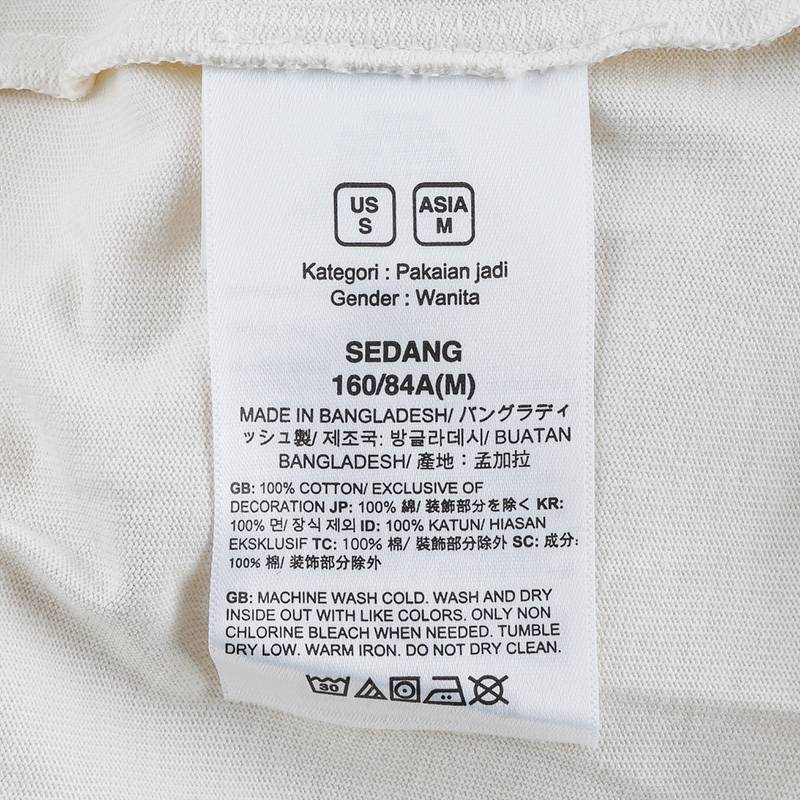 US ASIA
S M
Kategori : Pakaian jadi
Gender : Wanita
SEDANG
160/84A(M)
MADE IN BANGLADESH/ バングラディ
ッシュ製/ 제조국: 방글라데시/ BUATAN
BANGLADESH/ 產地：孟加拉
GB: 100% COTTON/ EXCLUSIVE OF
DECORATION JP: 100% 綿/ 装飾部分を除く KR:
100% 면/ 장식 제외 ID: 100% KATUN/ HIASAN
EKSKLUSIF TC: 100% 棉/ 裝飾部分除外 SC: 成分:
100% 棉/ 装饰部分除外
GB: MACHINE WASH COLD. WASH AND DRY
INSIDE OUT WITH LIKE COLORS. ONLY NON
CHLORINE BLEACH WHEN NEEDED. TUMBLE
DRY LOW. WARM IRON. DO NOT DRY CLEAN.
30